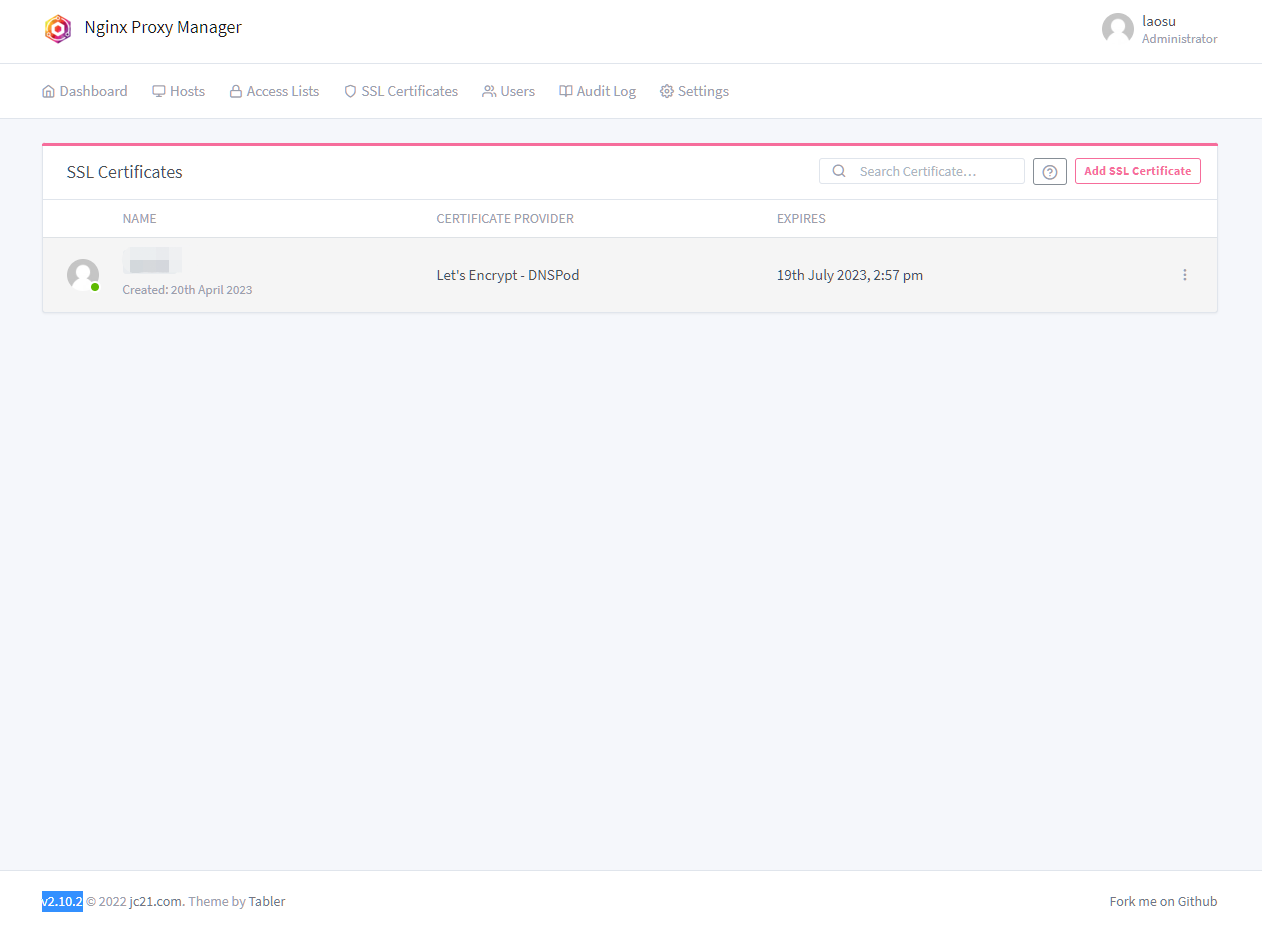 Nginx Proxy Manager
laosu
Administrator
Dashboard Hosts Access Lists SSL Certificates Users Audit Log Settings
SSL Certificates
Search Certificate…
Add SSL Certificate
NAME CERTIFICATE PROVIDER EXPIRES
Created: 20th April 2023
Let's Encrypt - DNSPod
19th July 2023, 2:57 pm
v2.10.2 © 2022 jc21.com. Theme by Tabler
Fork me on Github